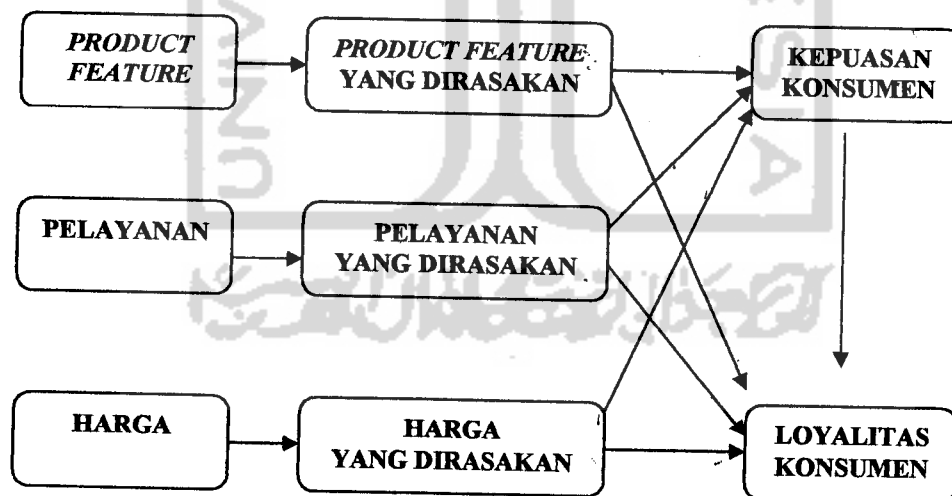 PRODUCT
FEATURE
PRODUCT FEATURE
YANG DIRASAKAN
KEPUASAN
KONSUMEN
PELAYANAN
PELAYANAN
YANG DIRASAKAN
HARGA
HARGA
YANG DIRASAKAN
LOYALITAS
KONSUMEN